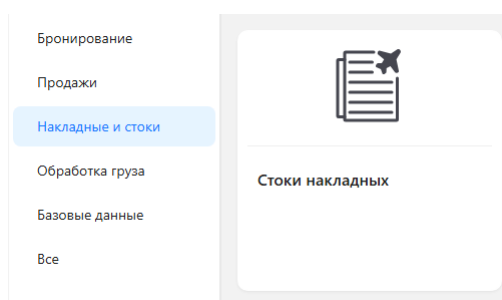 Бронирование
Продажи
Накладные и стоки
Обработка груза
Базовые данные
Все
Стоки накладных